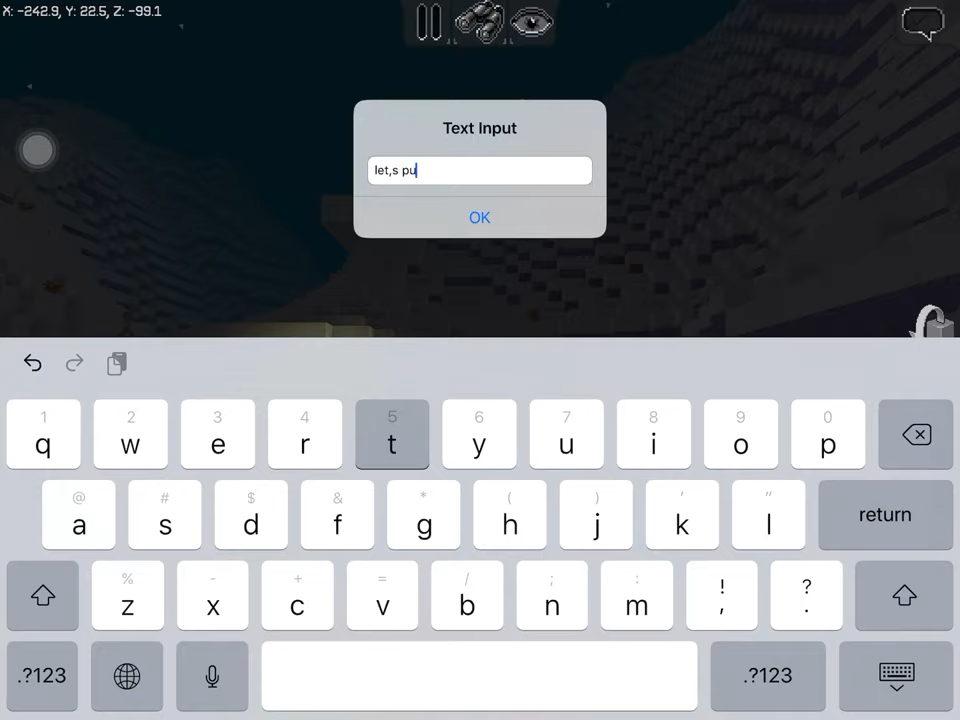 X: -242.9, Y: 22.5, Z: -99.1
Text Input
let,s pu
OK
1 2 3 4 5 6 7 8 9 0
q w e r t y u i o p
@ # $ & * ( ) ' "
a s d f g h j k l return
% - + = / ; : ! ?
z x c v b n m , .
.?123 .?123